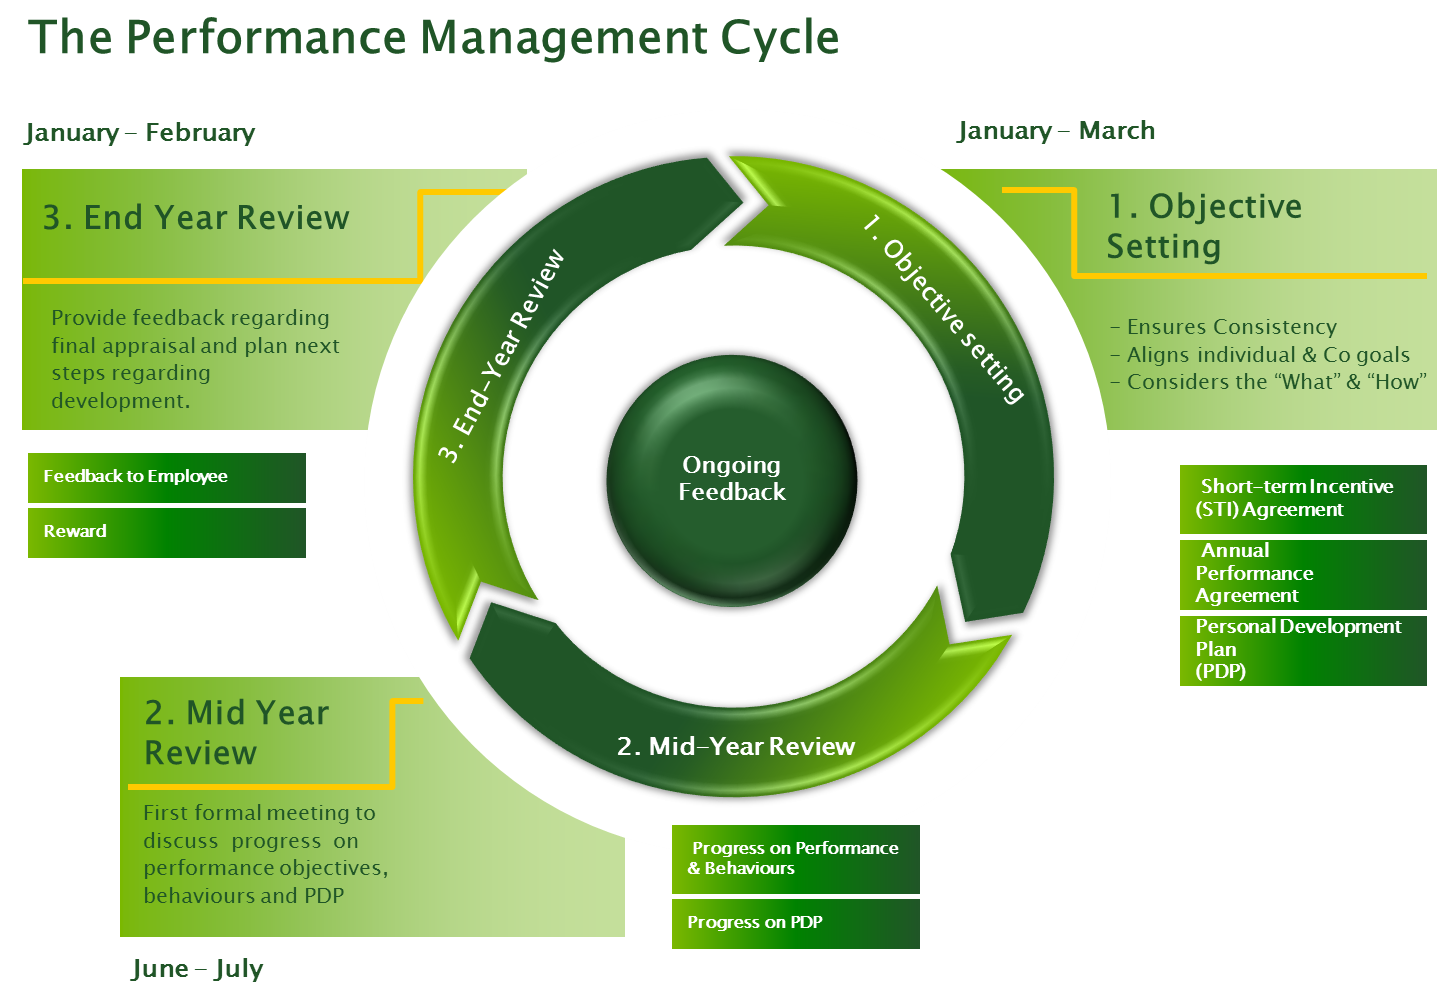 The Performance Management Cycle
January – February
3. End Year Review
Provide feedback regarding
final appraisal and plan next
steps regarding
development.
Feedback to Employee
Reward
January – March
1. Objective
Setting
- Ensures Consistency
- Aligns individual & Co goals
- Considers the “What” & “How”
Short-term Incentive
(STI) Agreement
Annual
Performance
Agreement
Personal Development
Plan
(PDP)
1. Objective setting
3. End-Year Review
Ongoing
Feedback
2. Mid-Year Review
2. Mid Year
Review
First formal meeting to
discuss progress on
performance objectives,
behaviours and PDP
June – July
Progress on Performance
& Behaviours
Progress on PDP